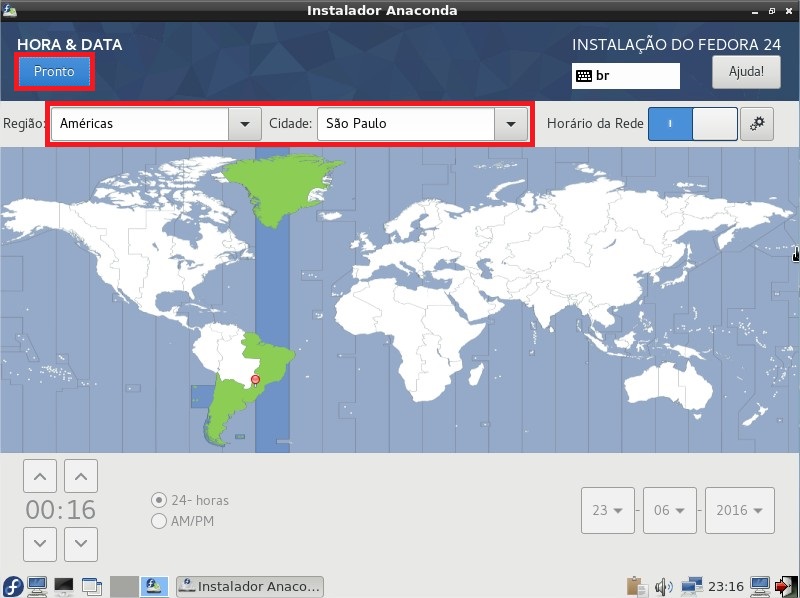 Instalador Anaconda
HORA & DATA
INSTALAÇÃO DO FEDORA 24
Pronto
br
Ajuda!
Região: Américas Cidade: São Paulo Horário da Rede
00:16
24- horas
AM/PM
23 - 06 - 2016
Instalador Anaco...
23:16